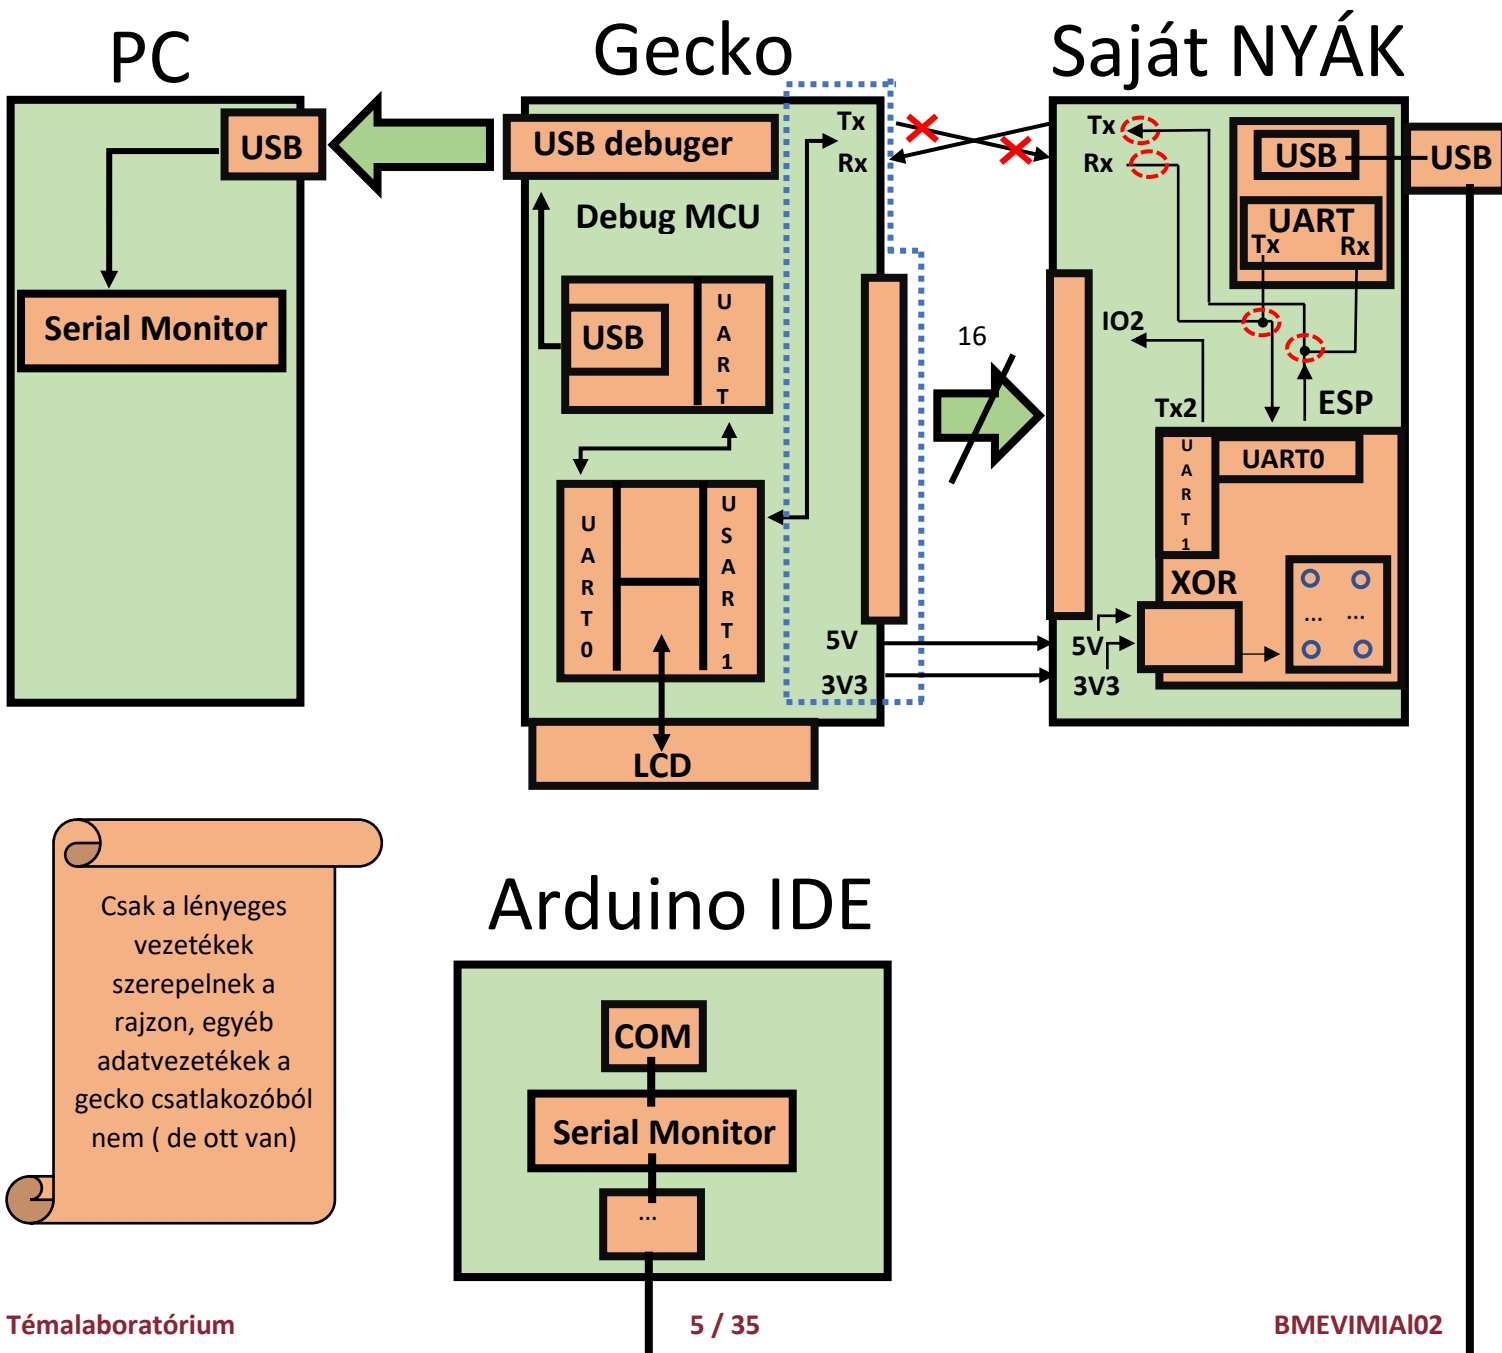 PC
Gecko
Saját NYÁK
USB
Serial Monitor
USB debuger
Debug MCU
USB
UART
UART0
USART1
LCD
Tx
Rx
5V
3V3
16
Tx
Rx
USB
USB
UART
Tx
Rx
IO2
Tx2
ESP
UART1
UART0
XOR
5V
3V3
... ...
Csak a lényeges
vezetékek
szerepelnek a
rajzon, egyéb
adatvezetékek a
gecko csatlakozóból
nem ( de ott van)
Arduino IDE
COM
Serial Monitor
...
Témalaboratórium
5 / 35
BMEVIMIAl02